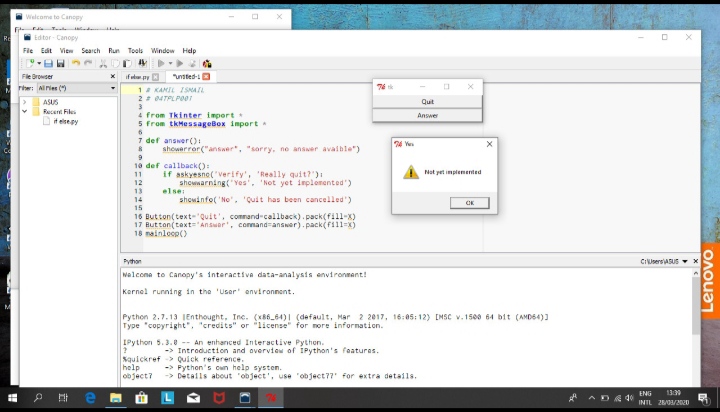 Welcome to Canopy
Editor - Canopy
File Edit View Search Run Tools Window Help
File Browser
if else.py
*untitled-1
Filter: All Files (*)
ASUS
Recent Files
if else.py
1 # KAMIL ISMAIL
2 # 04TPLP001
3
4 from Tkinter import *
5 from tkMessageBox import *
6
7 def answer():
8 showerror("answer", "sorry, no answer avaible")
9
10 def callback():
11 if askyesno('Verify', 'Really quit?'):
12 showwarning('Yes', 'Not yet implemented')
13 else:
14 showinfo('No', 'Quit has been cancelled')
15
16 Button(text='Quit', command=callback).pack(fill=X)
17 Button(text='Answer', command=answer).pack(fill=X)
18 mainloop()
tk
Quit
Answer
Yes
Not yet implemented
OK
Python
C:\Users\ASUS
Welcome to Canopy's interactive data-analysis environment!
Kernel running in the 'User' environment.
Python 2.7.13 |Enthought, Inc. (x86_64)| (default, Mar 2 2017, 16:05:12) [MSC v.1500 64 bit (AMD64)]
Type "copyright", "credits" or "license" for more information.
IPython 5.3.0 -- An enhanced Interactive Python.
? -> Introduction and overview of IPython's features.
%quickref -> Quick reference.
help -> Python's own help system.
object? -> Details about 'object', use 'object??' for extra details.
Lenovo
ENG
INTL
13:39
28/03/2020